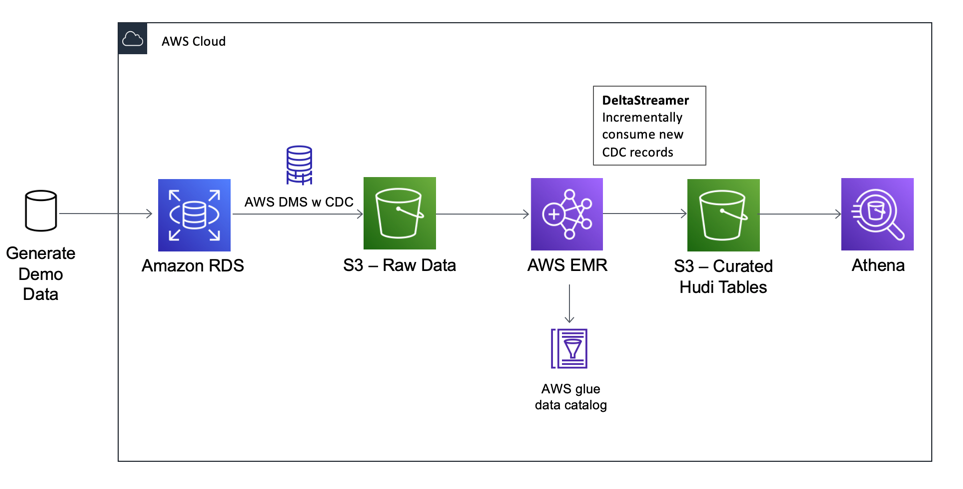 AWS Cloud
DeltaStreamer
Incrementally
consume new
CDC records
AWS DMS w CDC
Generate
Demo
Data
Amazon RDS
S3 – Raw Data
AWS EMR
S3 – Curated
Hudi Tables
Athena
AWS glue
data catalog